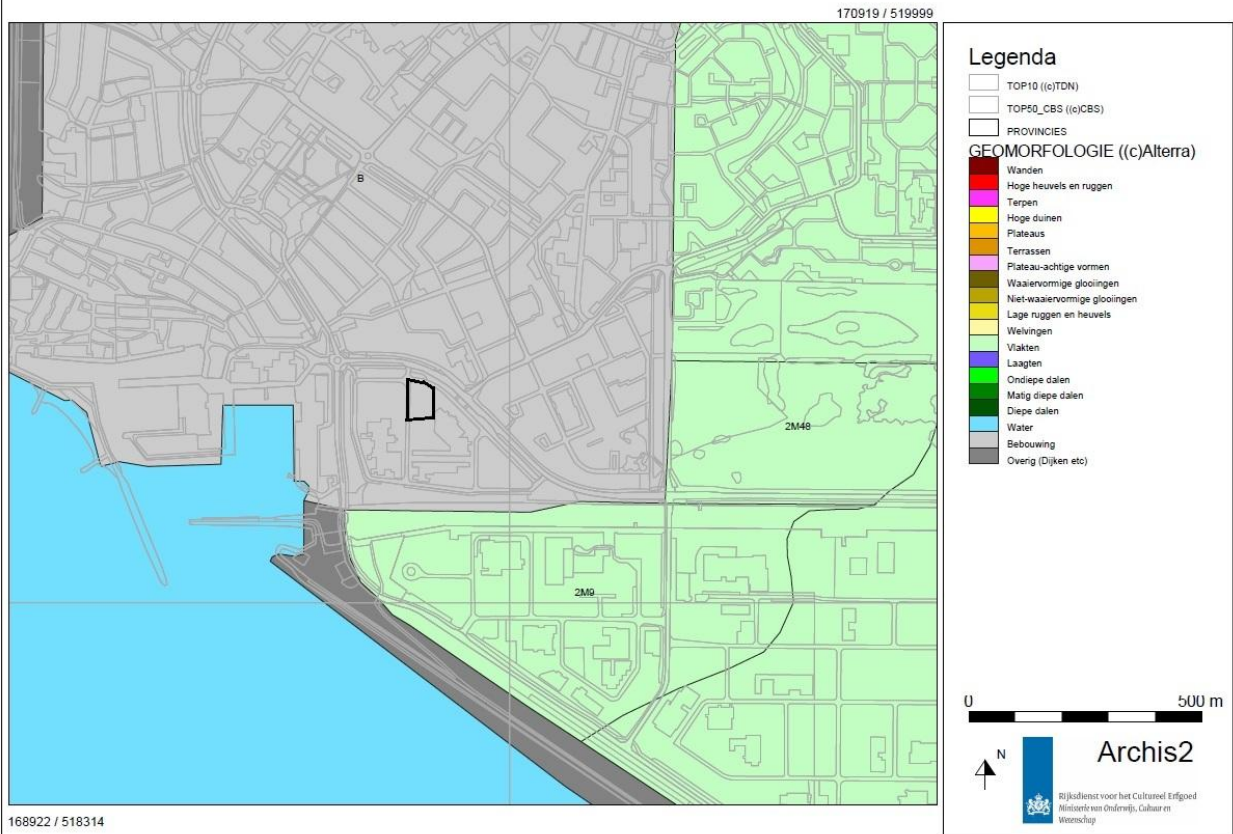 170919 / 519999
B
2M48
2M9
168922 / 518314
Legenda
TOP10 ((c)TDN)
TOP50_CBS ((c)CBS)
PROVINCIES
GEOMORFOLOGIE ((c)Alterra)
Wanden
Hoge heuvels en ruggen
Terpen
Hoge duinen
Plateaus
Terrassen
Plateau-achtige vormen
Waaiervormige glooiingen
Niet-waaiervormige glooiingen
Lage ruggen en heuvels
Welvingen
Vlakten
Laagten
Ondiepe dalen
Matig diepe dalen
Diepe dalen
Water
Bebouwing
Overig (Dijken etc)
0 500 m
N
Archis2
Rijksdienst voor het Cultureel Erfgoed
Ministerie van Onderwijs, Cultuur en
Wetenschap